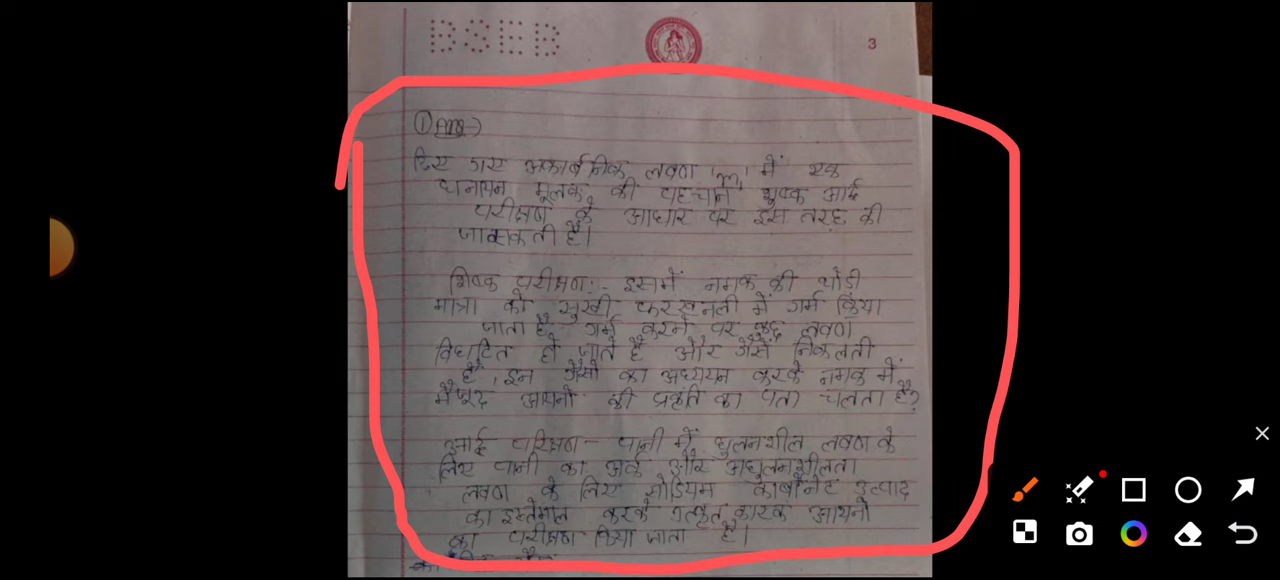 BSEB
3
① Ans→
दिए गए अकार्बनिक लवण 'm' में एक
धनायन मूलक की पहचान शुष्क आर्द्र
परीक्षण के आधार पर इस तरह की
जा सकती है।
परीक्षण:- इसमें नमक की थोडी
मात्रा को सुखी में गर्म किया
जाता है गर्म करने पर लवण
विघटित हो जाते है और गैसें निकलती
है, इन गैसो का अध्ययन करके नमक में
आयनो की प्रकृति का पता चलता है?
आर्द्र परिक्षण - पानी में घुलनशील लवण के
लिए पानी का अर्क और अघुलनशीलता
लवण के लिए सोडियम कार्बोनेट उत्पाद
का इस्तेमाल करके कारक आयनो
का परीक्षण किया जाता है।